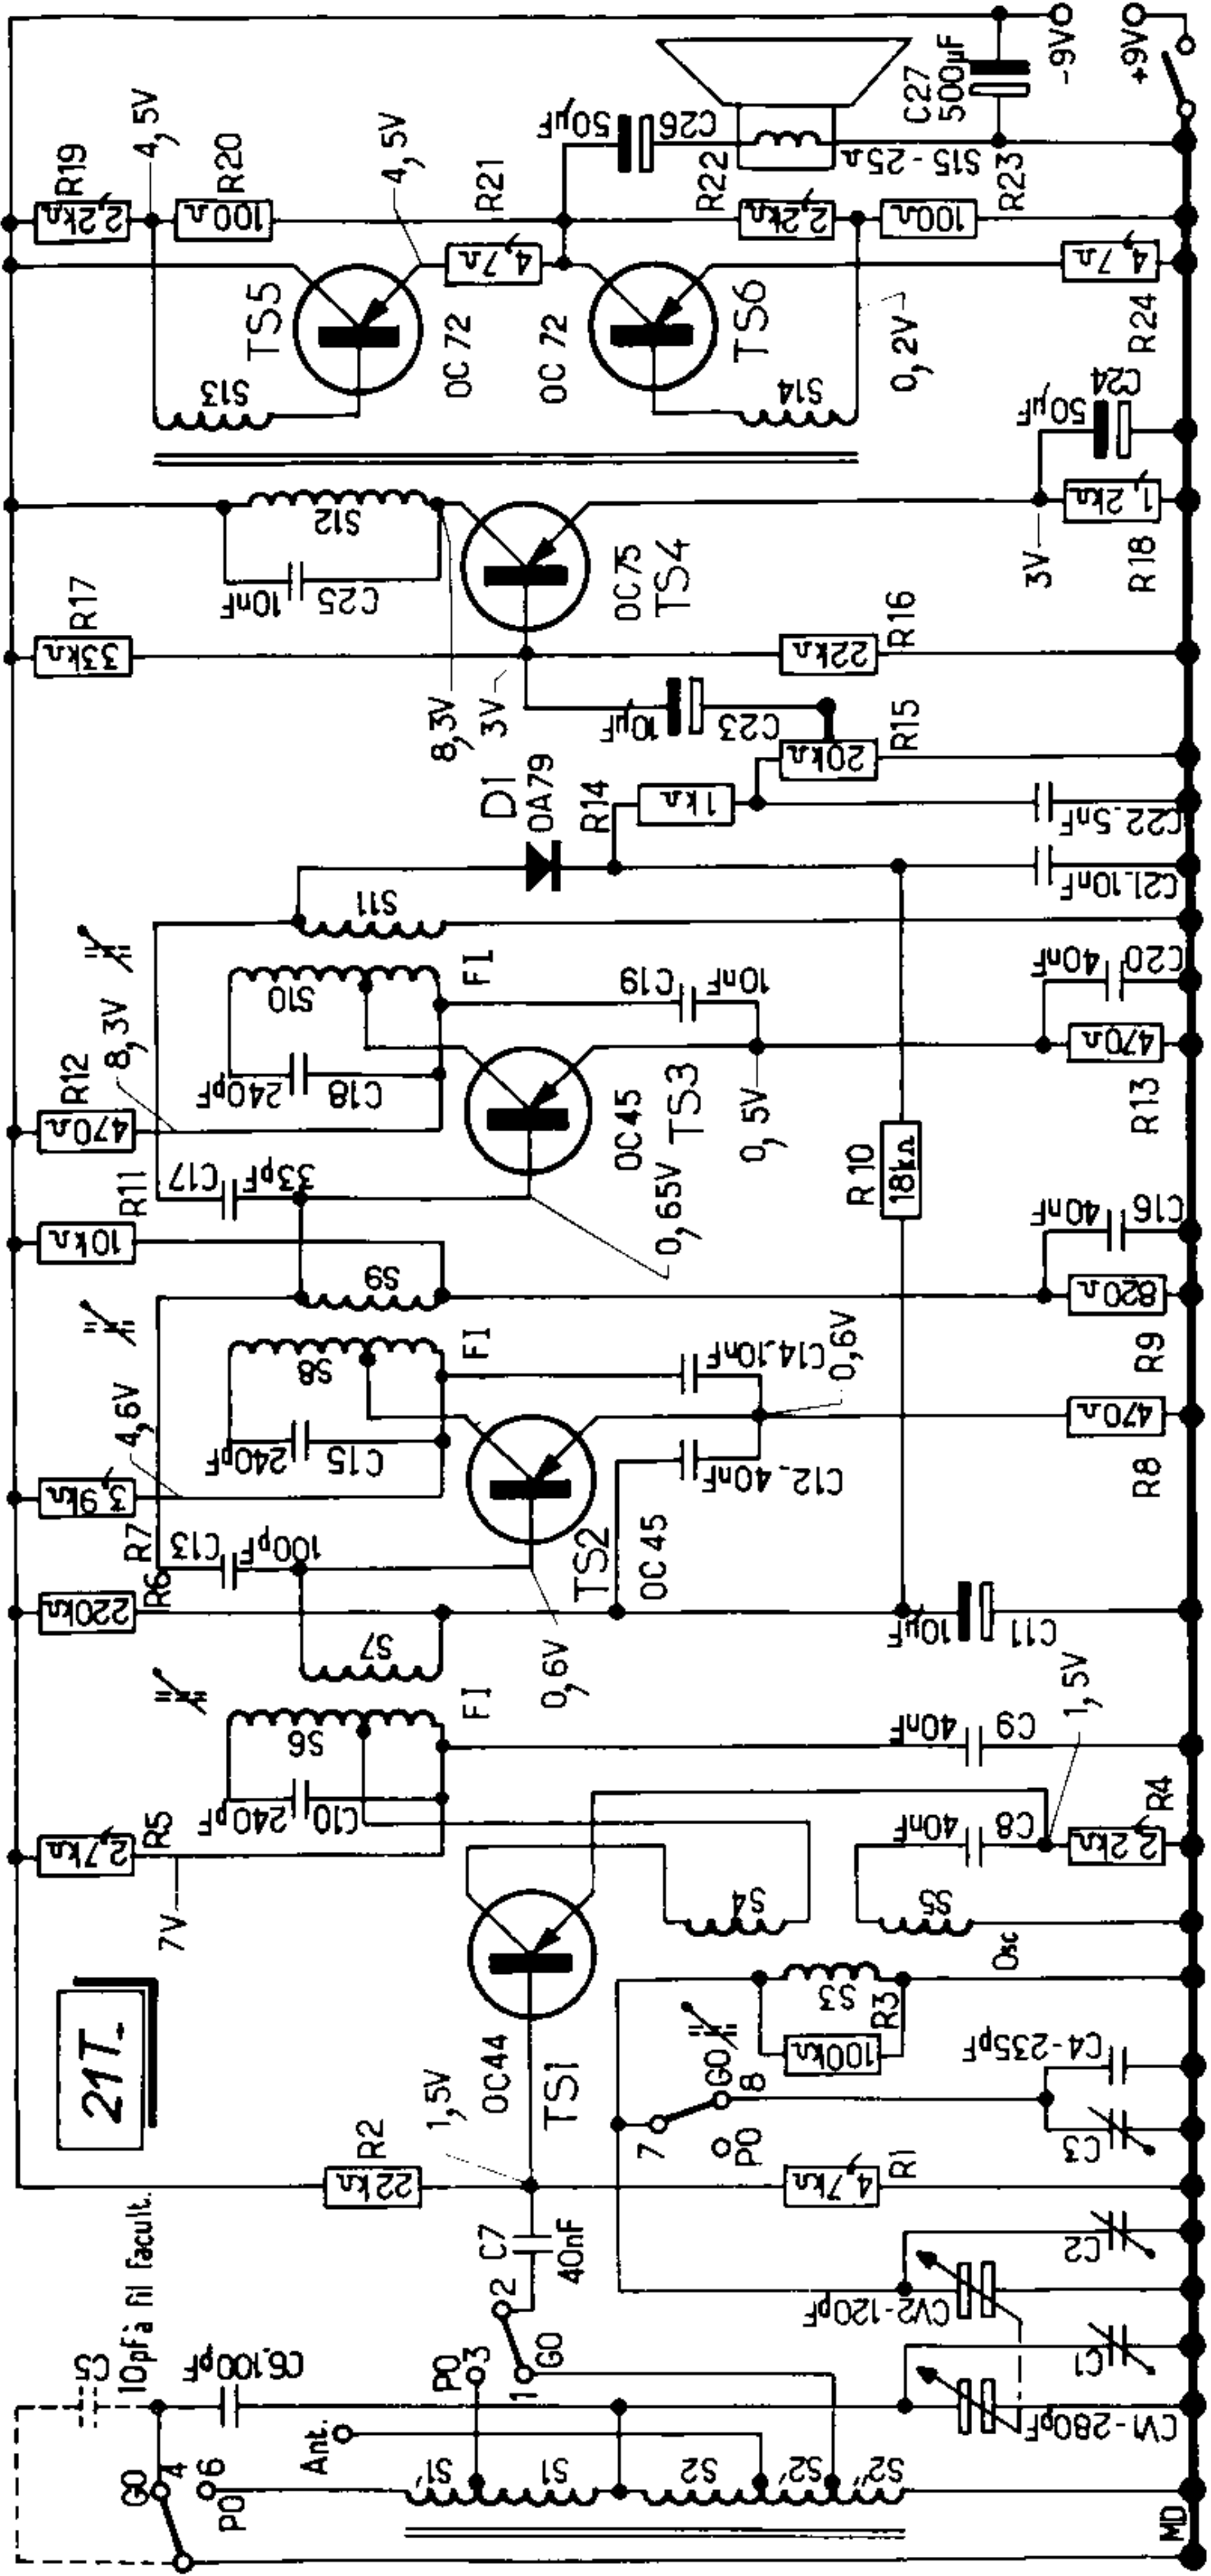 21T_
10pF à fil facult.
C5
GO
4
6
PO
C6.100pF
Ant.
PO
3
1
GO
2
C7
40nF
S1'
S1
S2
S2'
S2''
MD
CV1-280pF
C1
CV2-120pF
C2
R2
22kΩ
1,5V
OC44
TS1
R1
4,7kΩ
7
GO
8
PO
C3
C4-235pF
100kΩ
R3
S3
Osc
S4
S5
C8
40nF
R4
2,2kΩ
1,5V
C9
40nF
7V
R5
2,7kΩ
C10
240pF
S6
FI
S7
0,6V
R6
220kΩ
R7
3,9kΩ
4,6V
C13
100pF
TS2
OC45
C11
10µF
C12_40nF
C14.10nF
0,6V
R8
470Ω
C15
240pF
S8
FI
S9
R9
820Ω
C16
40nF
R10
18kΩ
R11
10kΩ
C17
33pF
R12
470Ω
8,3V
0,65V
OC45
TS3
C18
240pF
S10
FI
S11
C19
10nF
0,5V
R13
470Ω
C20
40nF
C21.10nF
C22.5nF
D1
OA79
R14
1kΩ
R15
20kΩ
C23
10µF
3V
8,3V
R16
22kΩ
R17
33kΩ
C25
10nF
S12
OC75
TS4
3V
R18
1,2kΩ
C24
50µF
S13
S14
TS5
OC72
OC72
TS6
0,2V
R19
2,2kΩ
4,5V
R20
100Ω
4,5V
R21
4,7Ω
R22
2,2kΩ
R23
100Ω
R24
4,7Ω
C26
50µF
S15-25Ω
C27
500µF
-9V
+9V